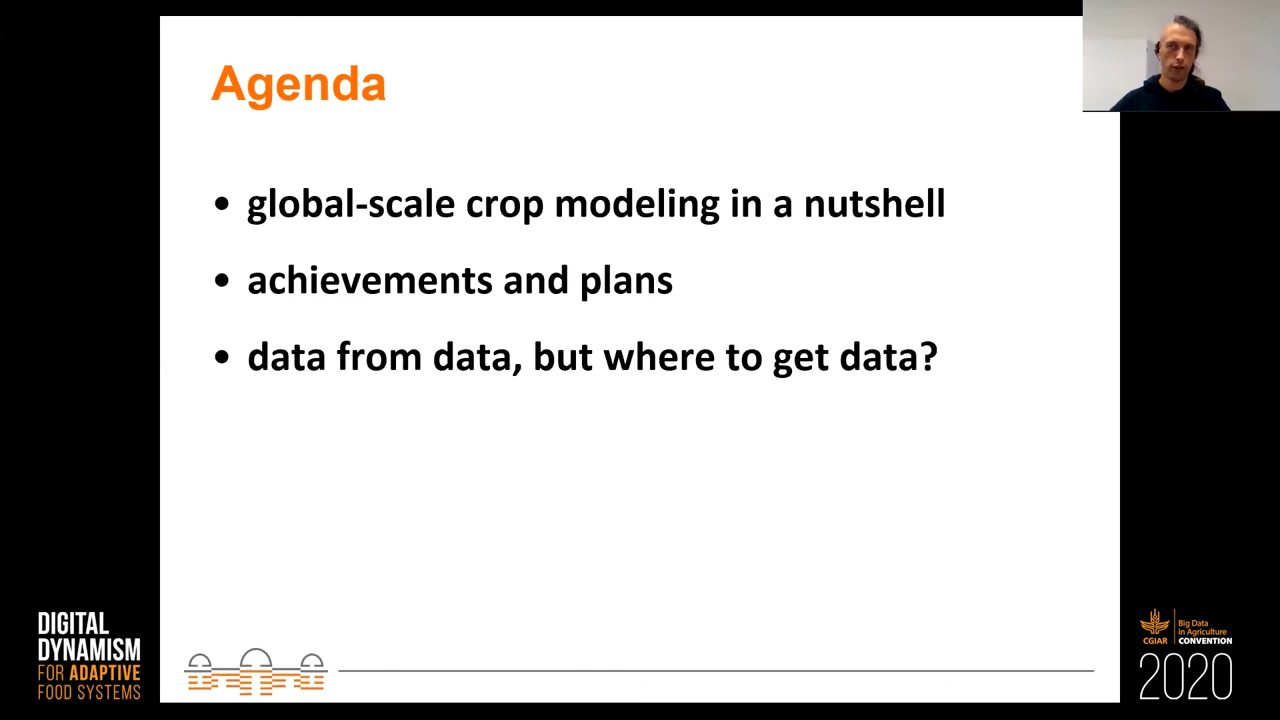 Agenda
• global-scale crop modeling in a nutshell
• achievements and plans
• data from data, but where to get data?
DIGITAL
DYNAMISM
FOR ADAPTIVE
FOOD SYSTEMS
CGIAR
Big Data
in Agriculture
CONVENTION
2020